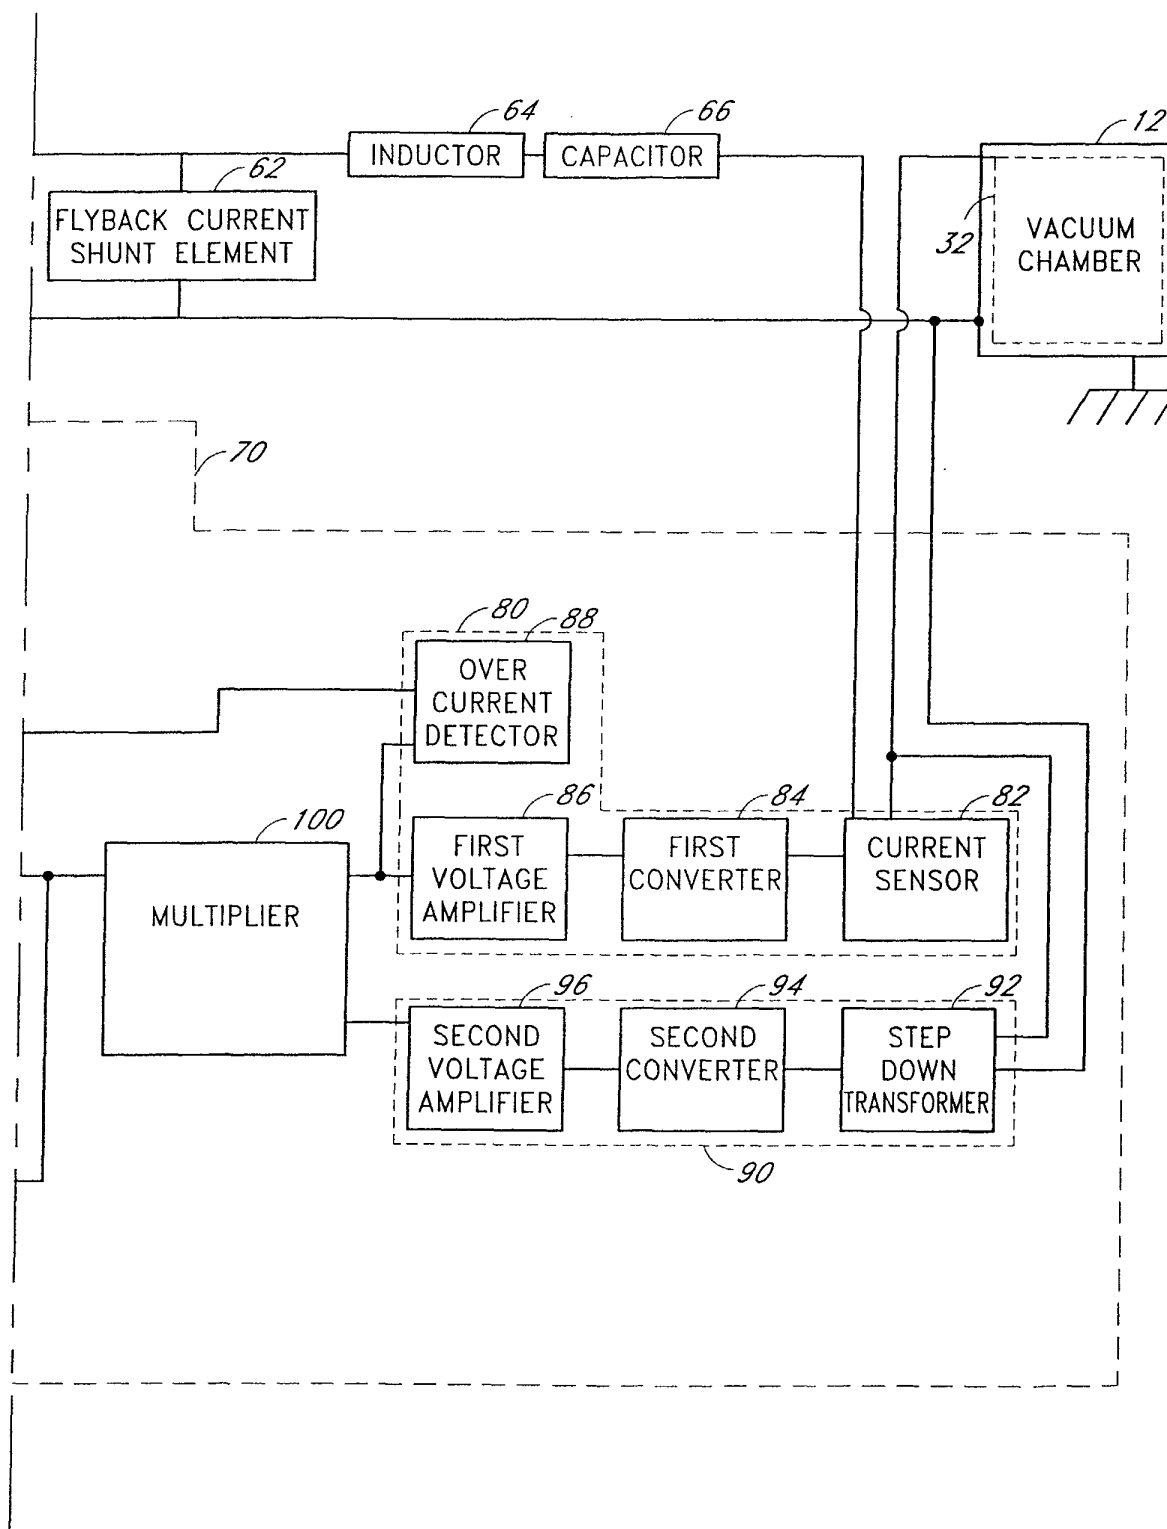 64
66
12
INDUCTOR
CAPACITOR
62
FLYBACK CURRENT
SHUNT ELEMENT
32
VACUUM
CHAMBER
70
80
88
OVER
CURRENT
DETECTOR
100
86
84
82
MULTIPLIER
FIRST
VOLTAGE
AMPLIFIER
FIRST
CONVERTER
CURRENT
SENSOR
96
94
92
SECOND
VOLTAGE
AMPLIFIER
SECOND
CONVERTER
STEP
DOWN
TRANSFORMER
90